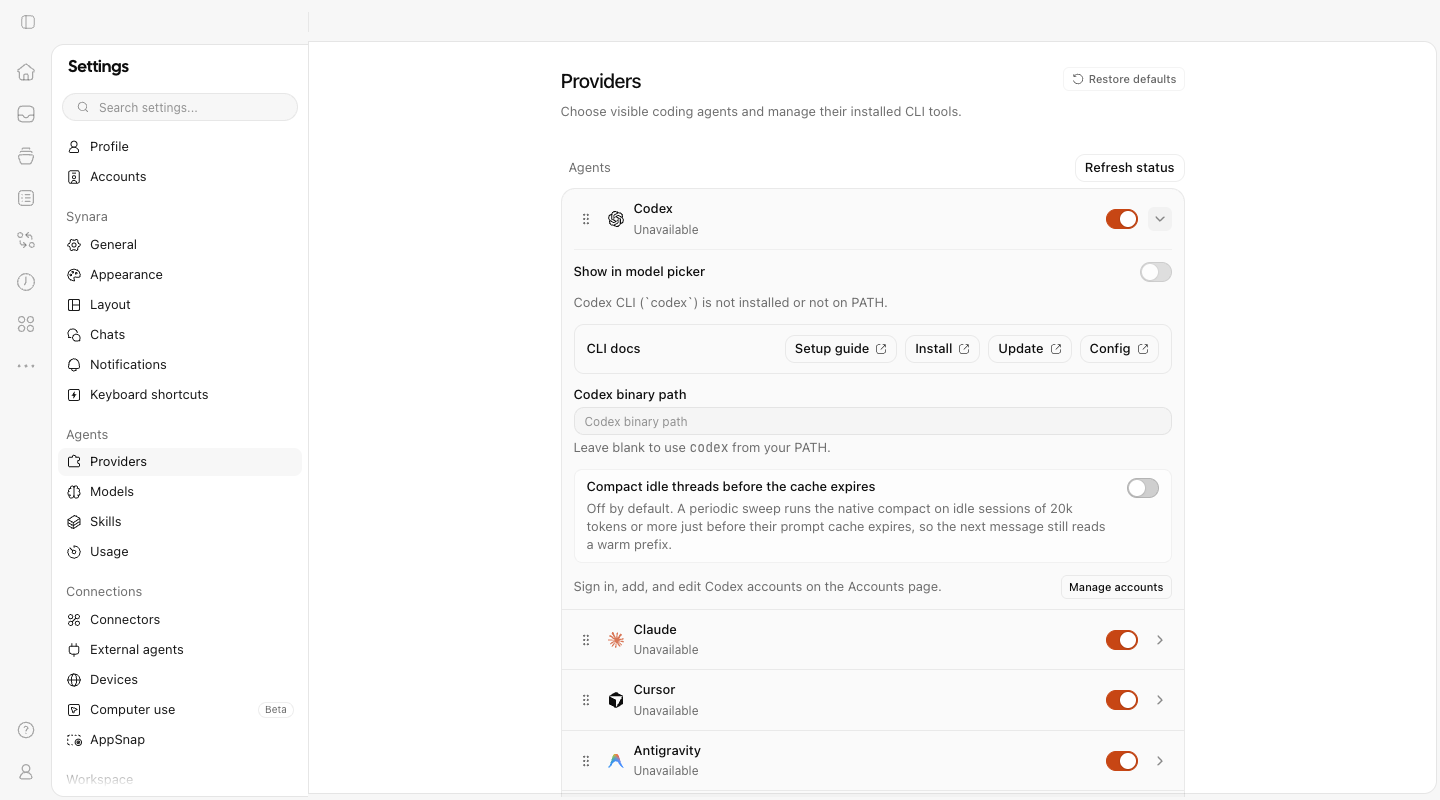 Settings
Search settings...
Profile
Accounts
Synara
General
Appearance
Layout
Chats
Notifications
Keyboard shortcuts
Agents
Providers
Models
Skills
Usage
Connections
Connectors
External agents
Devices
Computer use
Beta
AppSnap
Workspace
Providers
Restore defaults
Choose visible coding agents and manage their installed CLI tools.
Agents
Refresh status
Codex
Unavailable
Show in model picker
Codex CLI (`codex`) is not installed or not on PATH.
CLI docs
Setup guide
Install
Update
Config
Codex binary path
Codex binary path
Leave blank to use codex from your PATH.
Compact idle threads before the cache expires
Off by default. A periodic sweep runs the native compact on idle sessions of 20k
tokens or more just before their prompt cache expires, so the next message still reads
a warm prefix.
Sign in, add, and edit Codex accounts on the Accounts page.
Manage accounts
Claude
Unavailable
Cursor
Unavailable
Antigravity
Unavailable